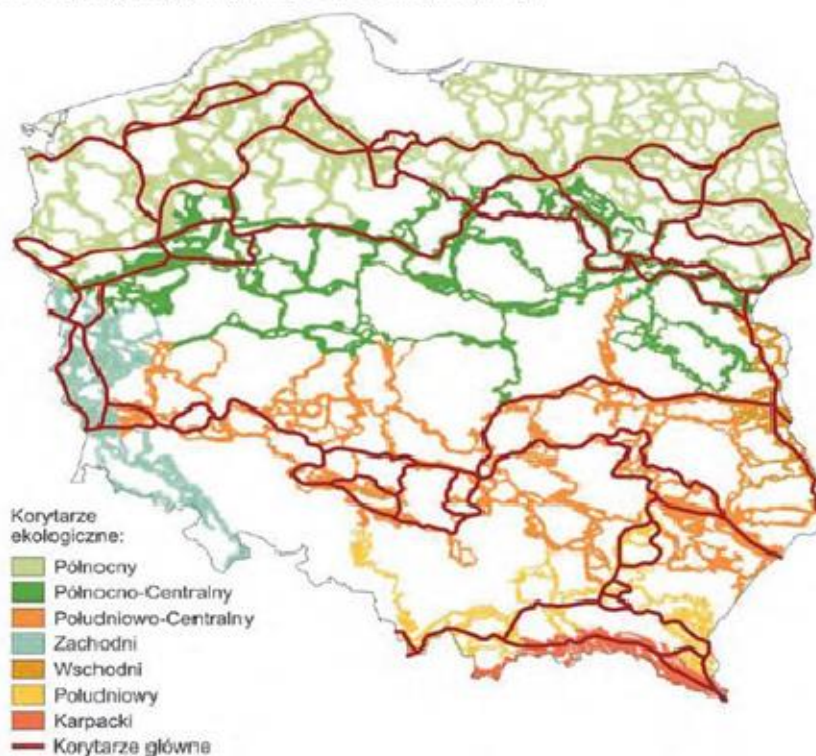 Korytarze
ekologiczne:
Północny
Północno-Centralny
Południowo-Centralny
Zachodni
Wschodni
Południowy
Karpacki
Korytarze główne